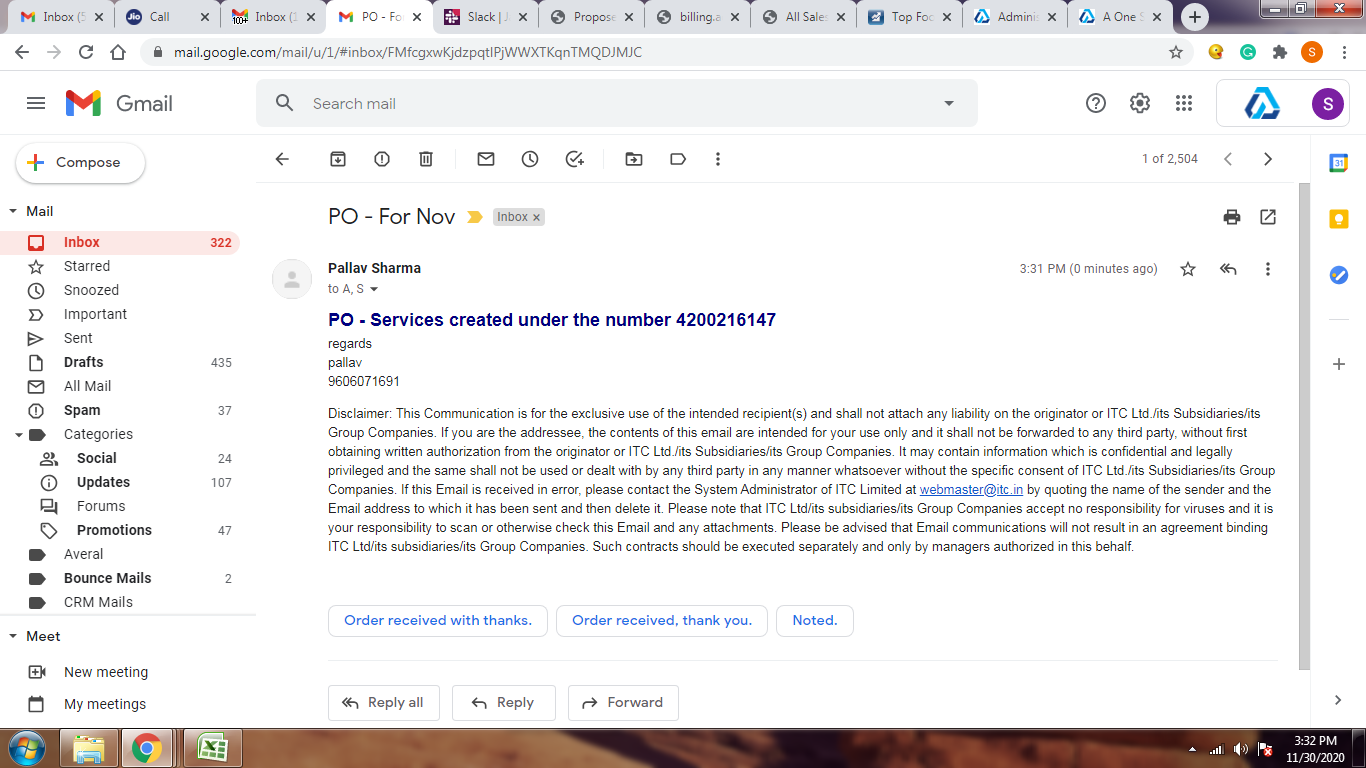 Inbox (5
Call
Inbox (1
PO - Fo
Slack | J
Propose
billing.a
All Sales
Top Foo
Adminis
A One S
mail.google.com/mail/u/1/#inbox/FMfcgxwKjdzpqtlPjWWXTKqnTMQDJMJC
S
Gmail
Search mail
S
Compose
1 of 2,504
31
Mail
PO - For Nov
Inbox ×
Inbox 322
Starred
Snoozed
Important
Sent
Drafts 435
All Mail
Spam 37
Categories
Social 24
Updates 107
Forums
Promotions 47
Averal
Bounce Mails 2
CRM Mails
Meet
New meeting
My meetings
Pallav Sharma
3:31 PM (0 minutes ago)
to A, S
PO - Services created under the number 4200216147
regards
pallav
9606071691
Disclaimer: This Communication is for the exclusive use of the intended recipient(s) and shall not attach any liability on the originator or ITC Ltd./its Subsidiaries/its
Group Companies. If you are the addressee, the contents of this email are intended for your use only and it shall not be forwarded to any third party, without first
obtaining written authorization from the originator or ITC Ltd./its Subsidiaries/its Group Companies. It may contain information which is confidential and legally
privileged and the same shall not be used or dealt with by any third party in any manner whatsoever without the specific consent of ITC Ltd./its Subsidiaries/its Group
Companies. If this Email is received in error, please contact the System Administrator of ITC Limited at webmaster@itc.in by quoting the name of the sender and the
Email address to which it has been sent and then delete it. Please note that ITC Ltd/its subsidiaries/its Group Companies accept no responsibility for viruses and it is
your responsibility to scan or otherwise check this Email and any attachments. Please be advised that Email communications will not result in an agreement binding
ITC Ltd/its subsidiaries/its Group Companies. Such contracts should be executed separately and only by managers authorized in this behalf.
Order received with thanks.
Order received, thank you.
Noted.
Reply all
Reply
Forward
3:32 PM
11/30/2020